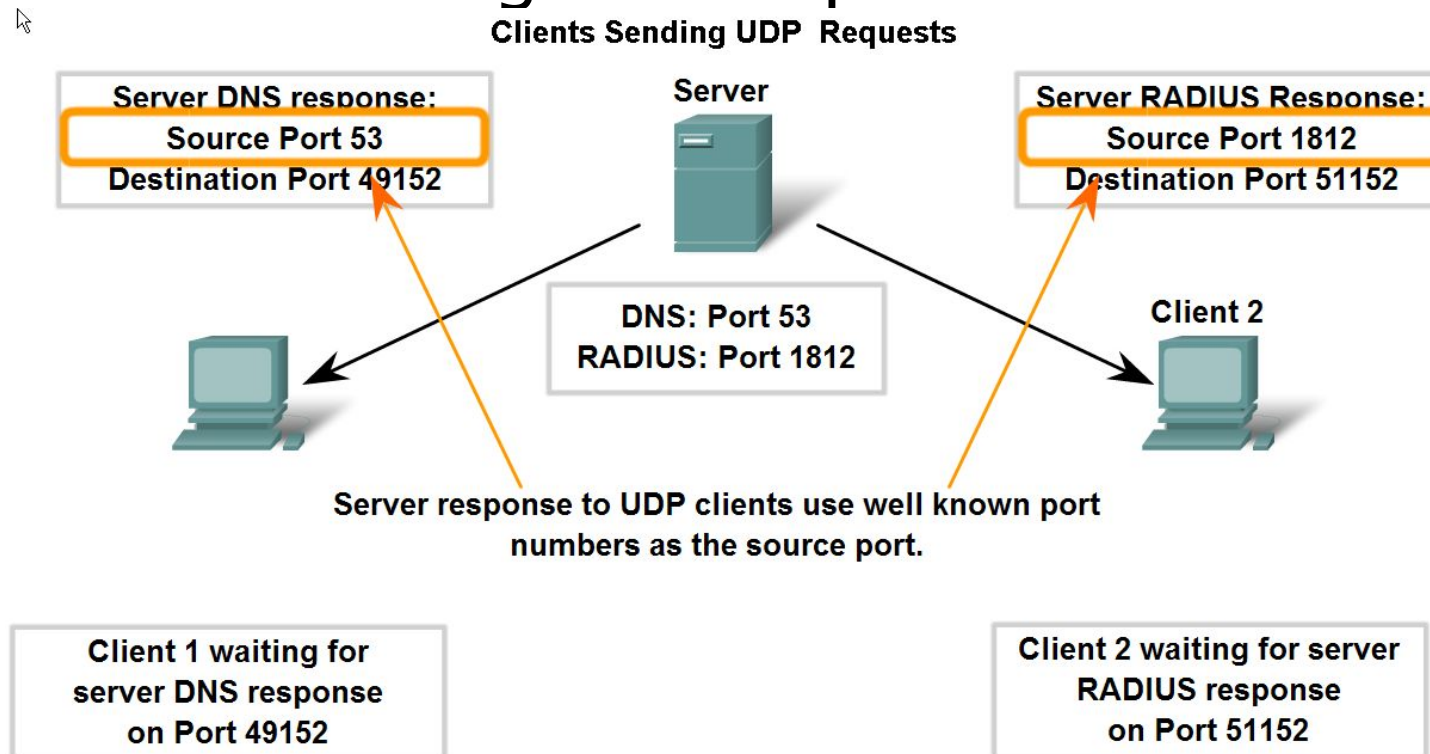 Clients Sending UDP Requests
Server DNS response:
Source Port 53
Destination Port 49152
Server
Server RADIUS Response:
Source Port 1812
Destination Port 51152
DNS: Port 53
RADIUS: Port 1812
Client 2
Server response to UDP clients use well known port
numbers as the source port.
Client 1 waiting for
server DNS response
on Port 49152
Client 2 waiting for server
RADIUS response
on Port 51152